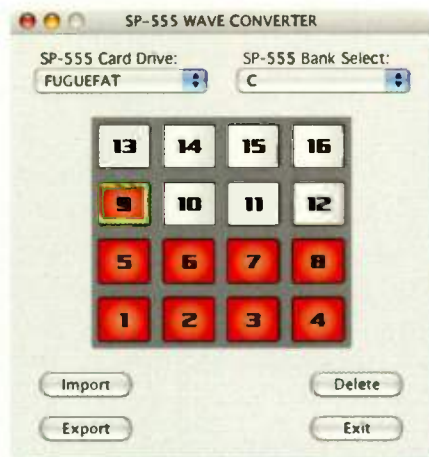 SP-555 WAVE CONVERTER
SP-555 Card Drive: SP-555 Bank Select:
FUGUEFAT C
13 14 15 16
9 10 11 12
5 6 7 8
1 2 3 4
Import Delete
Export Exit